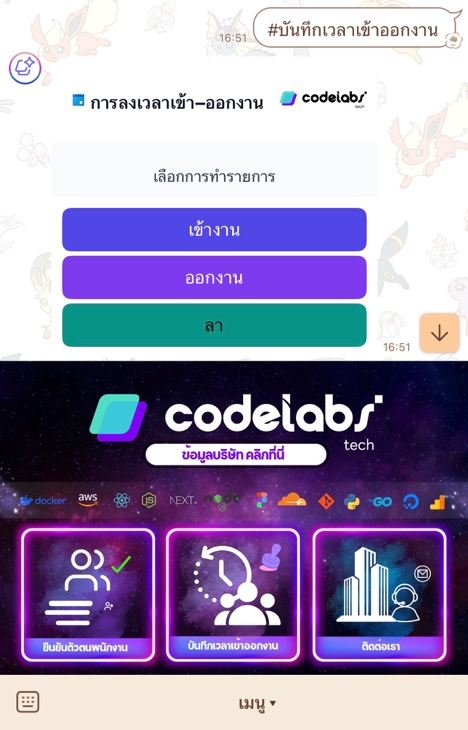 #บันทึกเวลาเข้าออกงาน
16:51
การลงเวลาเข้า–ออกงาน
codelabs
tech
เลือกการทำรายการ
เข้างาน
ออกงาน
ลา
16:51
codelabs
tech
ข้อมูลบริษัท คลิกที่นี่
docker
aws
JS
NEXT
node
GO
ยืนยันตัวตนพนักงาน
บันทึกเวลาเข้าออกงาน
ติดต่อเรา
เมนู